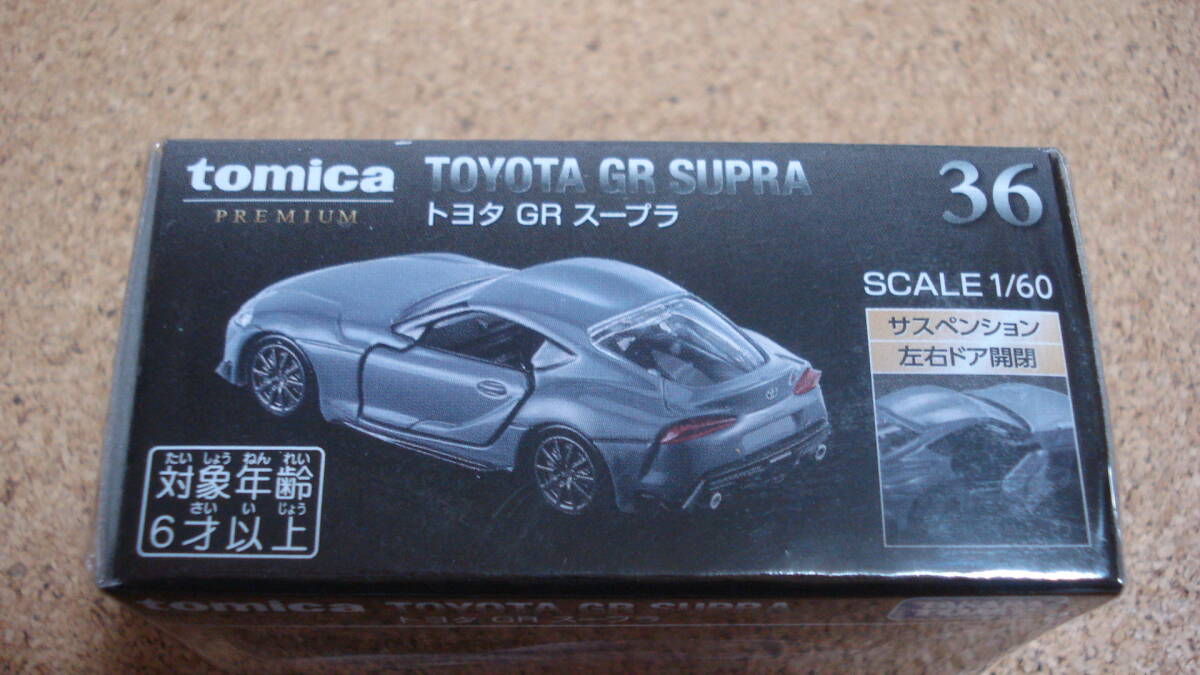 tomica
PREMIUM
TOYOTA GR SUPRA
トヨタ GR スープラ
36
SCALE 1/60
サスペンション
左右ドア開閉
たい しょう ねん れい
対象年齢
さい い じょう
6才以上
tomica TOYOTA GR SUPRA
トヨタ GR スープラ